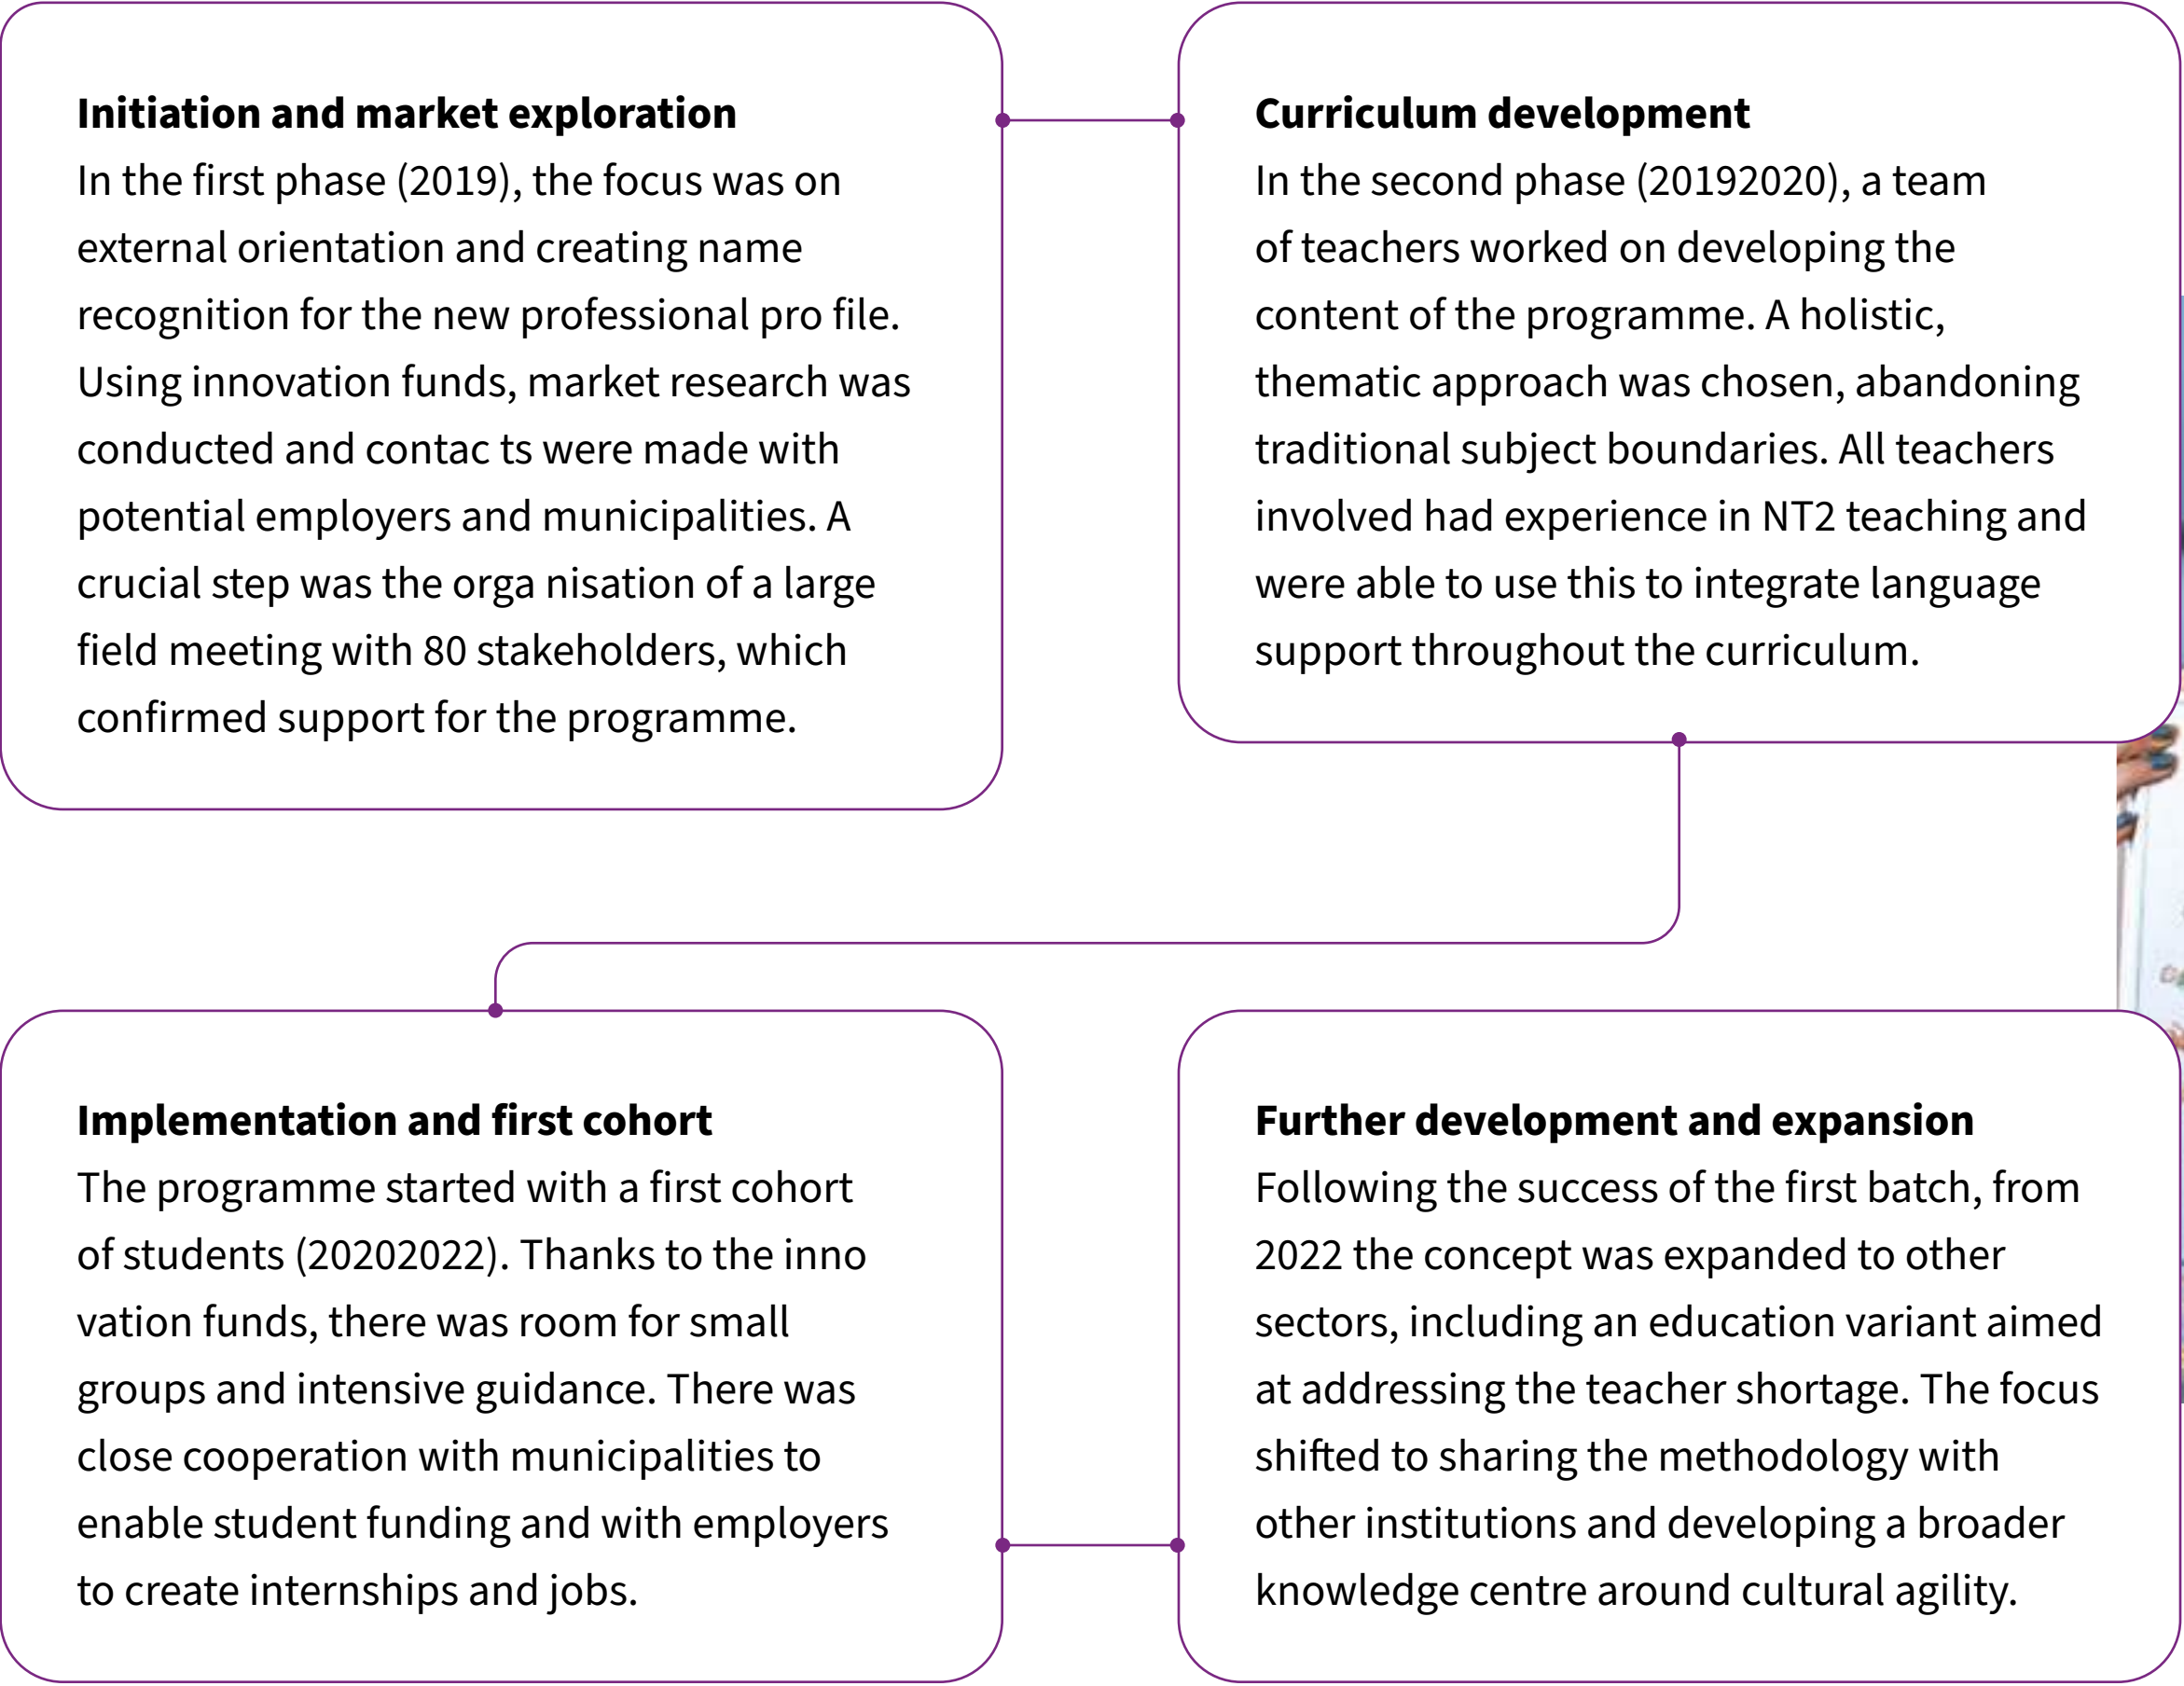 Initiation and market exploration
In the first phase (2019), the focus was on
external orientation and creating name
recognition for the new professional pro file.
Using innovation funds, market research was
conducted and contac ts were made with
potential employers and municipalities. A
crucial step was the orga nisation of a large
field meeting with 80 stakeholders, which
confirmed support for the programme.
Curriculum development
In the second phase (20192020), a team
of teachers worked on developing the
content of the programme. A holistic,
thematic approach was chosen, abandoning
traditional subject boundaries. All teachers
involved had experience in NT2 teaching and
were able to use this to integrate language
support throughout the curriculum.
Implementation and first cohort
The programme started with a first cohort
of students (20202022). Thanks to the inno
vation funds, there was room for small
groups and intensive guidance. There was
close cooperation with municipalities to
enable student funding and with employers
to create internships and jobs.
Further development and expansion
Following the success of the first batch, from
2022 the concept was expanded to other
sectors, including an education variant aimed
at addressing the teacher shortage. The focus
shifted to sharing the methodology with
other institutions and developing a broader
knowledge centre around cultural agility.